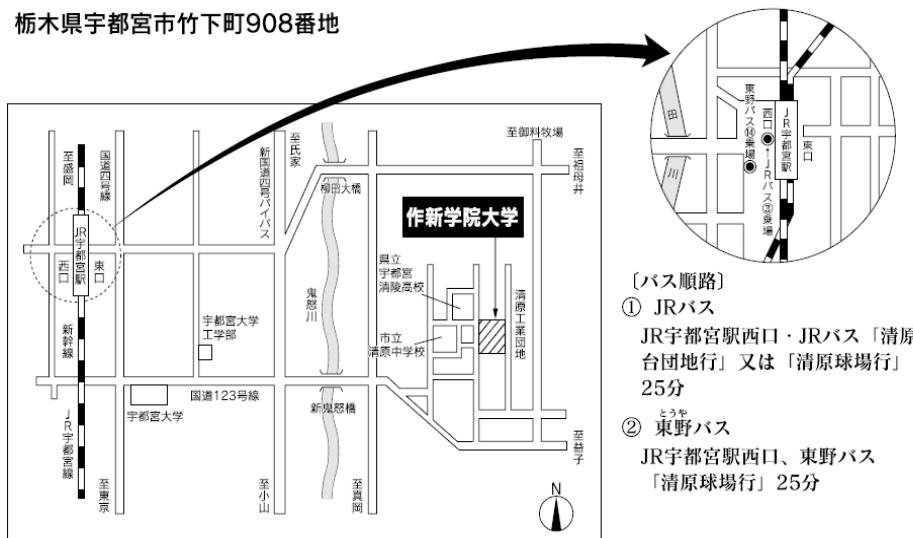 栃木県宇都宮市竹下町908番地
至盛岡
国道四号線
新国道四号バイパス
至氏家
柳田大橋
至御料牧場
至祖母井
作新学院大学
JR宇都宮駅
西口
東口
県立
宇都宮
清陵高校
市立
清原中学校
清原工業団地
鬼怒川
宇都宮大学
工学部
新幹線
国道123号線
宇都宮大学
新鬼怒橋
JR宇都宮線
至東京
至小山
至真岡
至益子
N
田
川
東野バス⑭乗場
西口
←JRバス③乗場
JR宇都宮駅
東口
〔バス順路〕
① JRバス
JR宇都宮駅西口・JRバス「清原
台団地行」又は「清原球場行」
25分
② 東野バス
とうや
JR宇都宮駅西口、東野バス
「清原球場行」25分